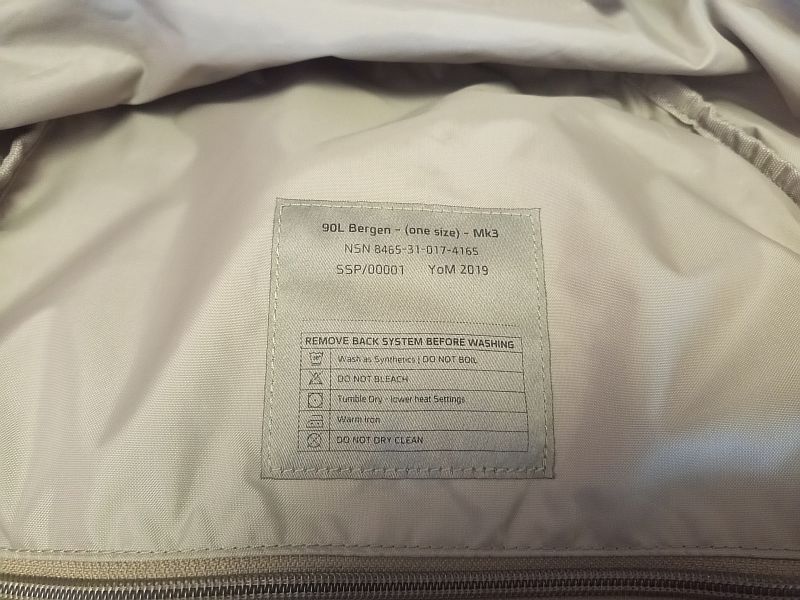 90L Bergen - (one size) - Mk3
NSN 8465-31-017-4165
SSP/00001 YoM 2019
REMOVE BACK SYSTEM BEFORE WASHING
Wash as Synthetics | DO NOT BOIL
DO NOT BLEACH
Tumble Dry - lower heat Settings
Warm Iron
DO NOT DRY CLEAN